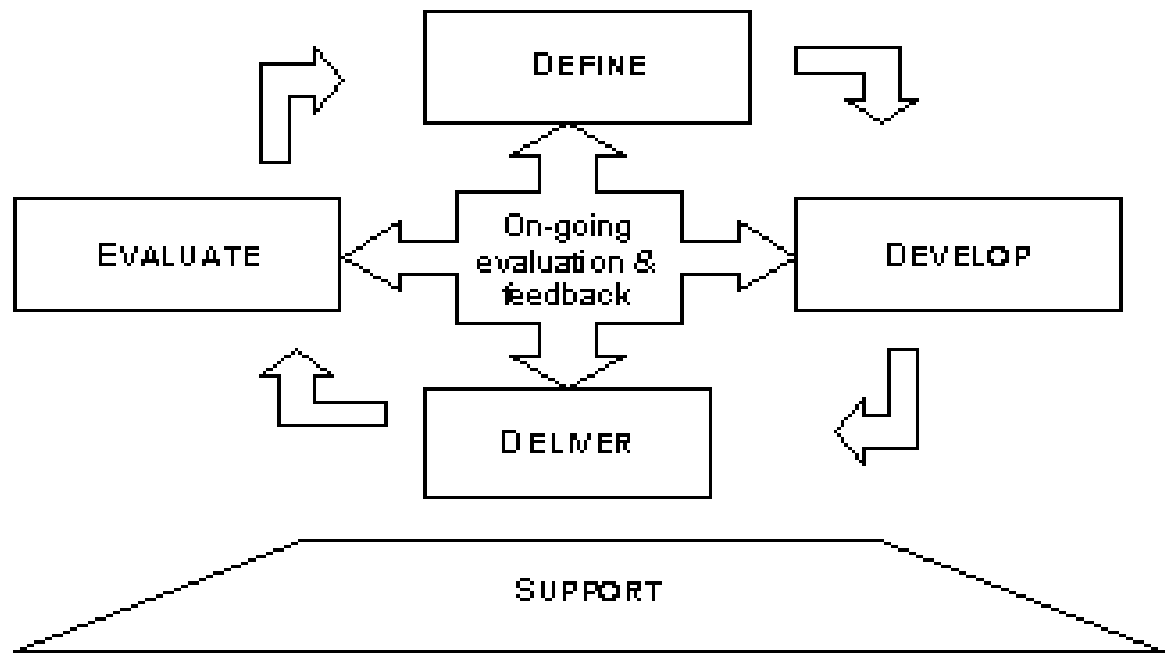 DEFINE
EVALUATE
On-going
evaluation &
feedback
DEVELOP
DELIVER
SUPPORT